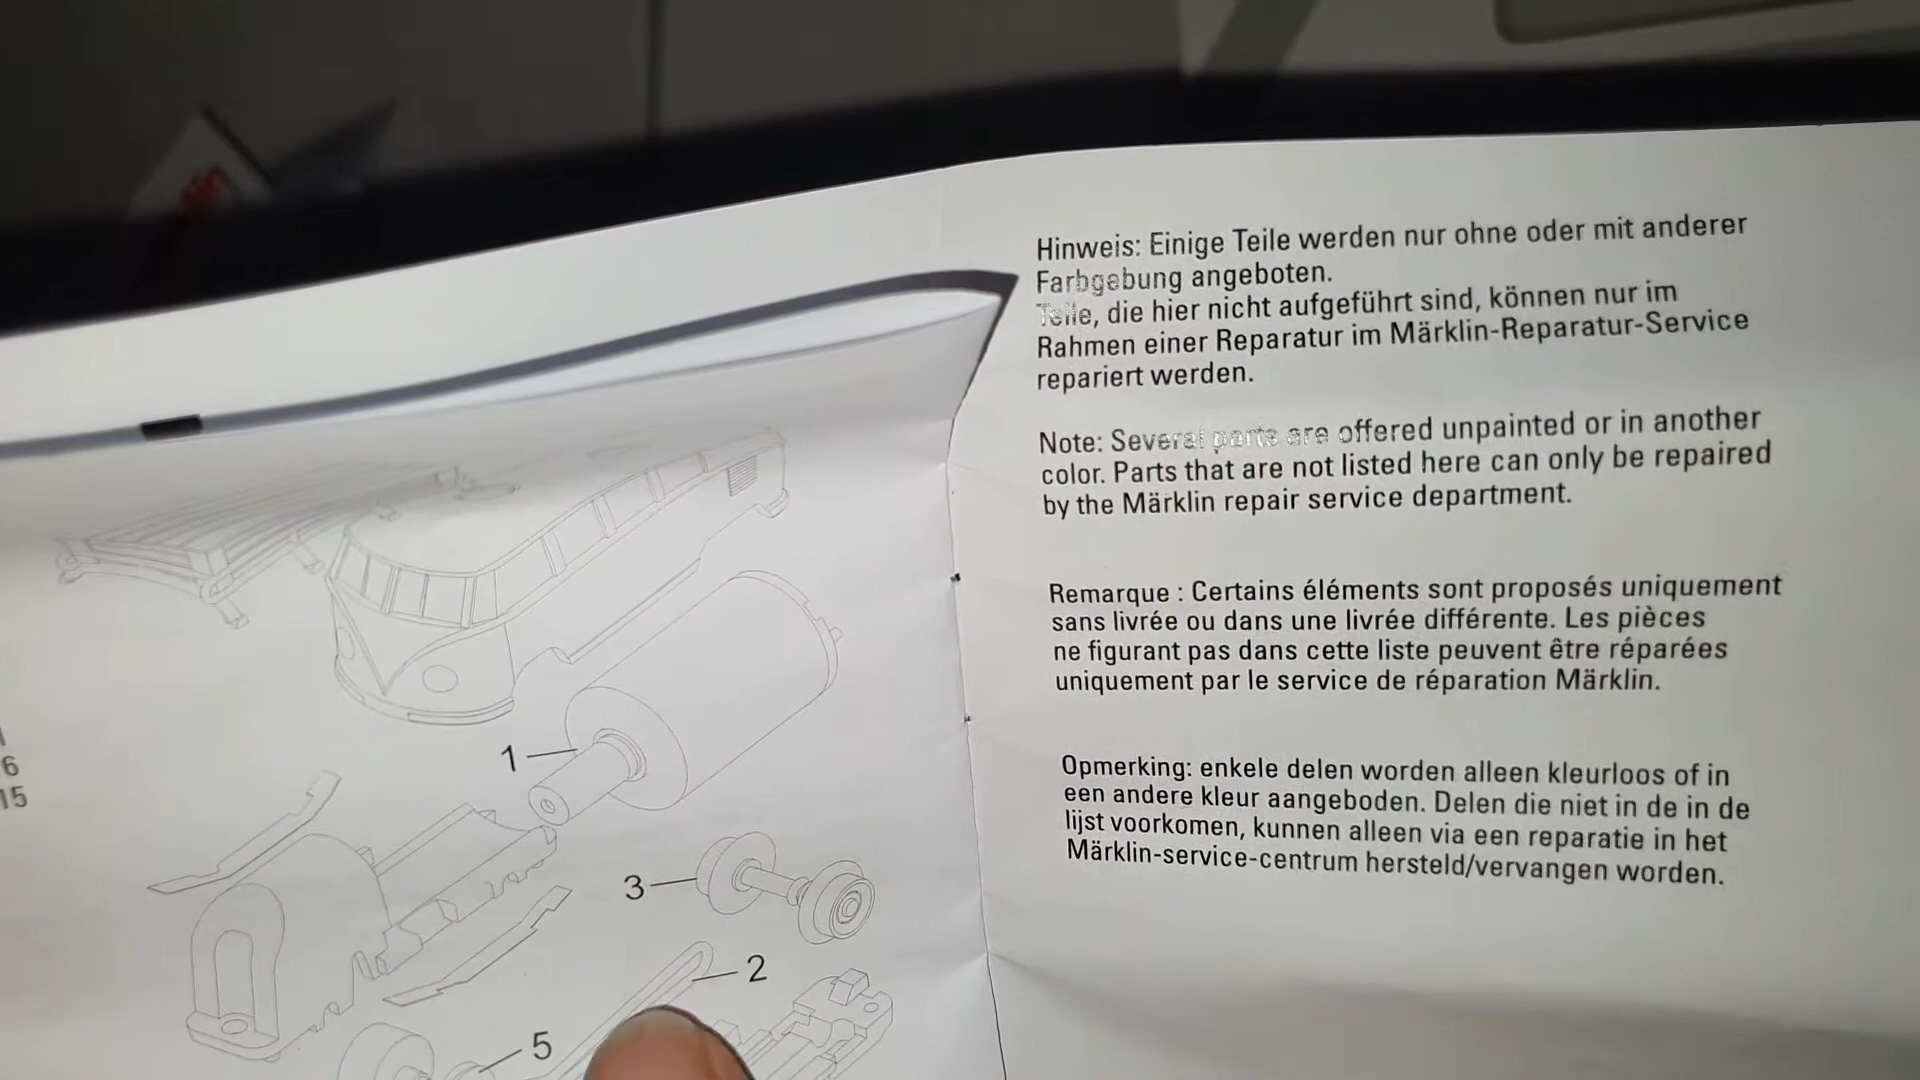 Hinweis: Einige Teile werden nur ohne oder mit anderer
Farbgebung angeboten.
Teile, die hier nicht aufgeführt sind, können nur im
Rahmen einer Reparatur im Märklin-Reparatur-Service
repariert werden.
Note: Several parts are offered unpainted or in another
color. Parts that are not listed here can only be repaired
by the Märklin repair service department.
Remarque : Certains éléments sont proposés uniquement
sans livrée ou dans une livrée différente. Les pièces
ne figurant pas dans cette liste peuvent être réparées
uniquement par le service de réparation Märklin.
Opmerking: enkele delen worden alleen kleurloos of in
een andere kleur aangeboden. Delen die niet in de in de
lijst voorkomen, kunnen alleen via een reparatie in het
Märklin-service-centrum hersteld/vervangen worden.
6
15
1
3
2
5